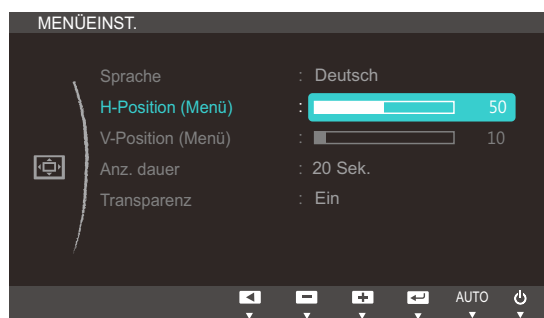 MENÜEINST.
Sprache : Deutsch
H-Position (Menü) : 50
V-Position (Menü) : 10
Anz. dauer : 20 Sek.
Transparenz : Ein
AUTO